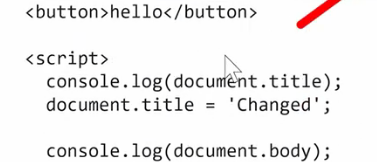 <button>hello</button>
<script>
console.log(document.title);
document.title = 'Changed';
console.log(document.body);